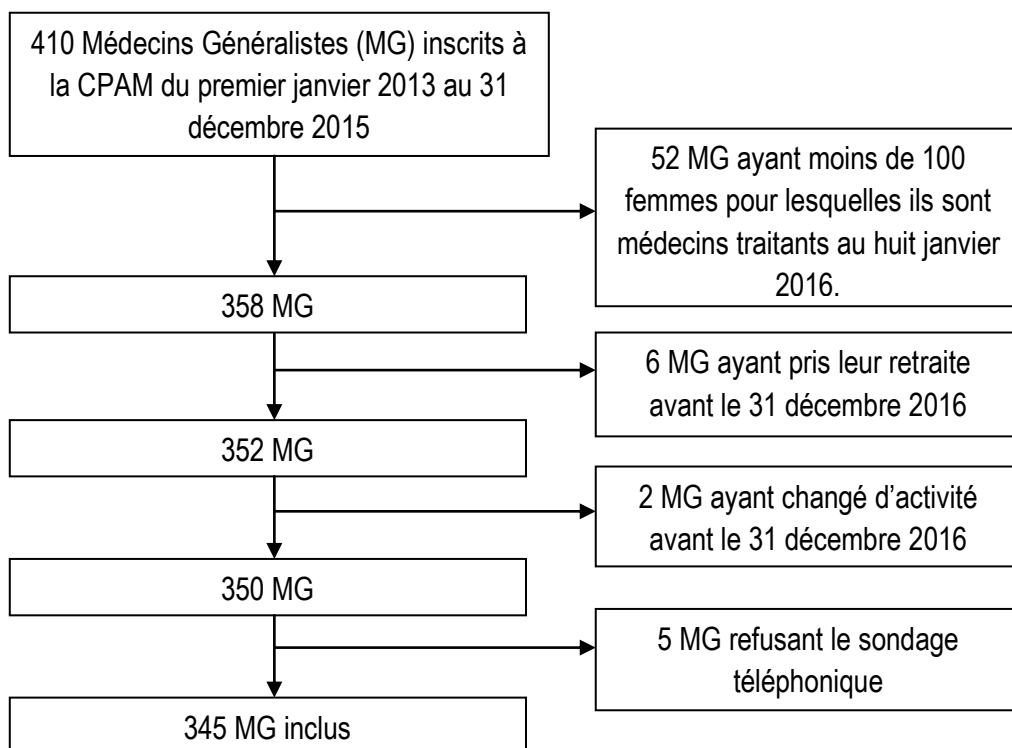 410 Médecins Généralistes (MG) inscrits à
la CPAM du premier janvier 2013 au 31
décembre 2015
52 MG ayant moins de 100
femmes pour lesquelles ils sont
médecins traitants au huit janvier
2016.
358 MG
6 MG ayant pris leur retraite
avant le 31 décembre 2016
352 MG
2 MG ayant changé d’activité
avant le 31 décembre 2016
350 MG
5 MG refusant le sondage
téléphonique
345 MG inclus